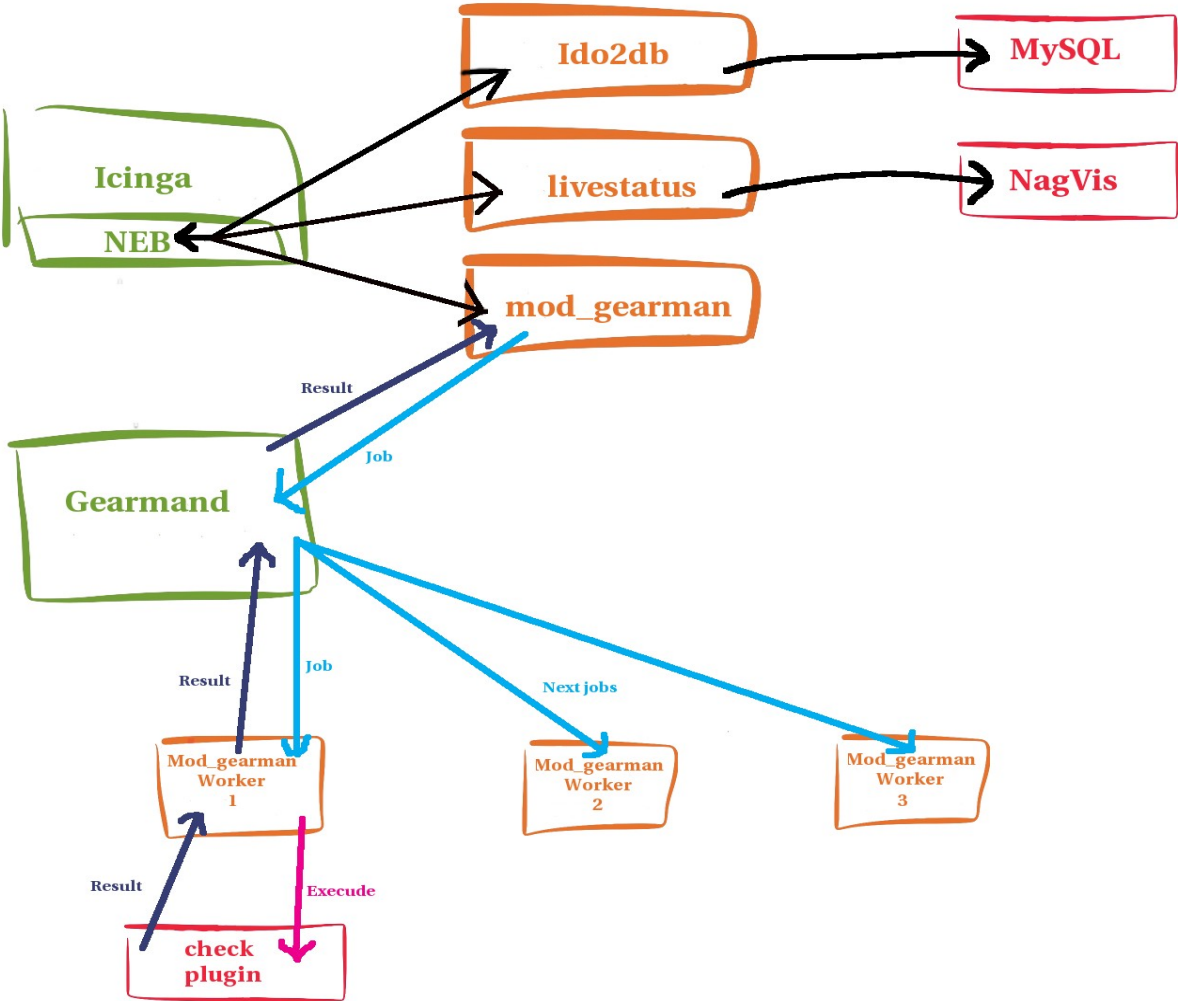 Ido2db
MySQL
Icinga
livestatus
NagVis
NEB
mod_gearman
Result
Job
Gearmand
Result
Job
Next jobs
Mod_gearman
Worker
1
Mod_gearman
Worker
2
Mod_gearman
Worker
3
Result
Execude
check
plugin